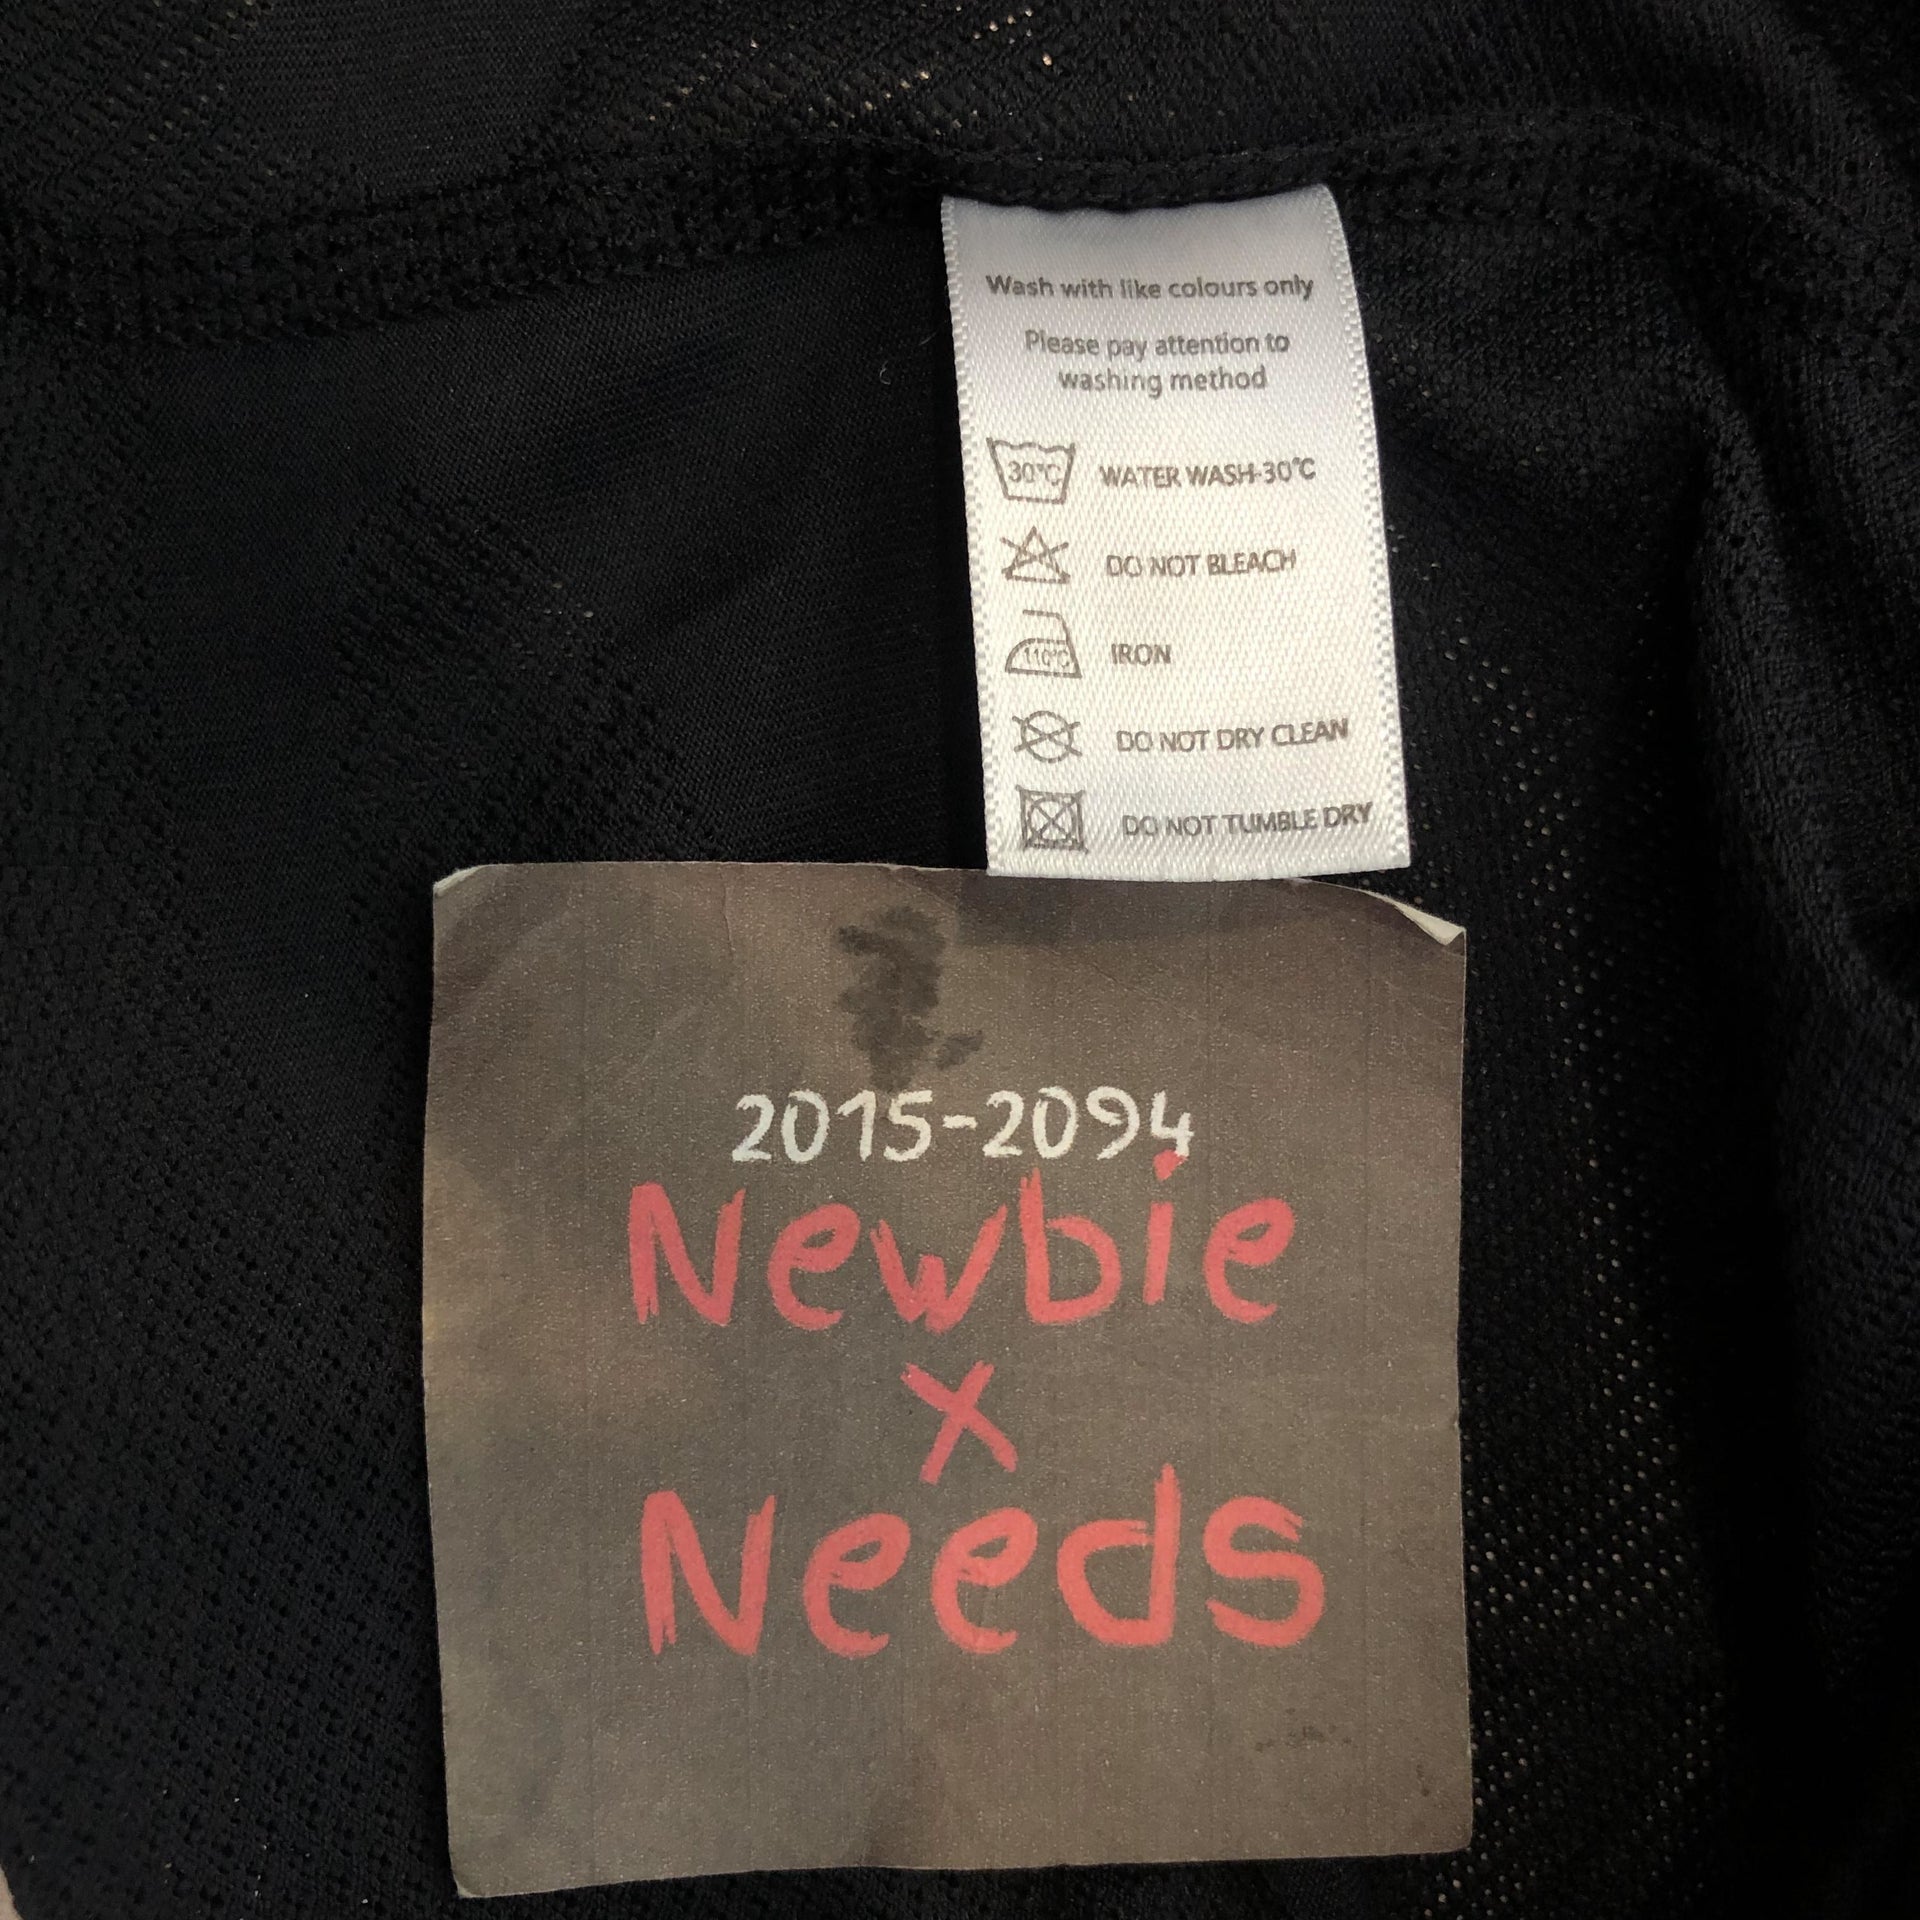 Wash with like colours only
Please pay attention to
washing method
30°C WATER WASH-30°C
DO NOT BLEACH
110°C IRON
DO NOT DRY CLEAN
DO NOT TUMBLE DRY
2015-2094
Newbie
x
Needs